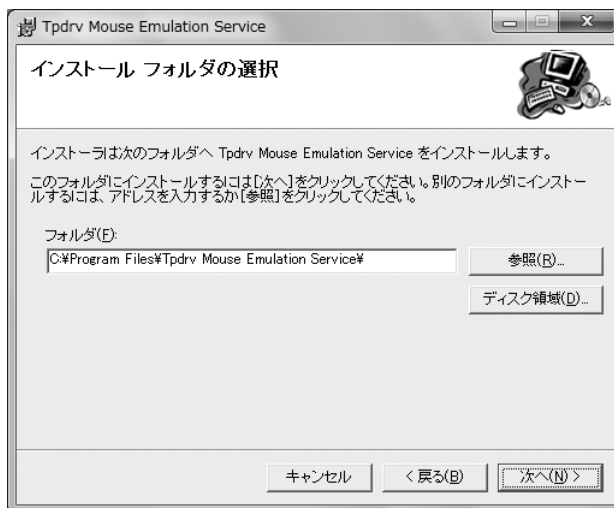 Tpdrv Mouse Emulation Service
インストール フォルダの選択
インストーラは次のフォルダへ Tpdrv Mouse Emulation Service をインストールします。
このフォルダにインストールするには[次へ]をクリックしてください。別のフォルダにインストー
ルするには、アドレスを入力するか[参照]をクリックしてください。
フォルダ(F):
C:¥Program Files¥Tpdrv Mouse Emulation Service¥
参照(R)...
ディスク領域(D)...
キャンセル
< 戻る(B)
次へ(N) >